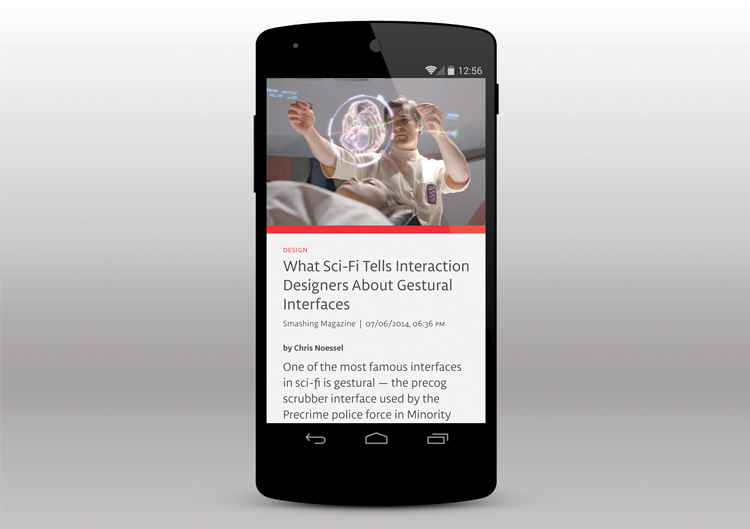 12:56
DESIGN
What Sci-Fi Tells Interaction
Designers About Gestural
Interfaces
Smashing Magazine | 07/06/2014, 06:36 PM
by Chris Noessel
One of the most famous interfaces
in sci-fi is gestural — the precog
scrubber interface used by the
Precrime police force in Minority